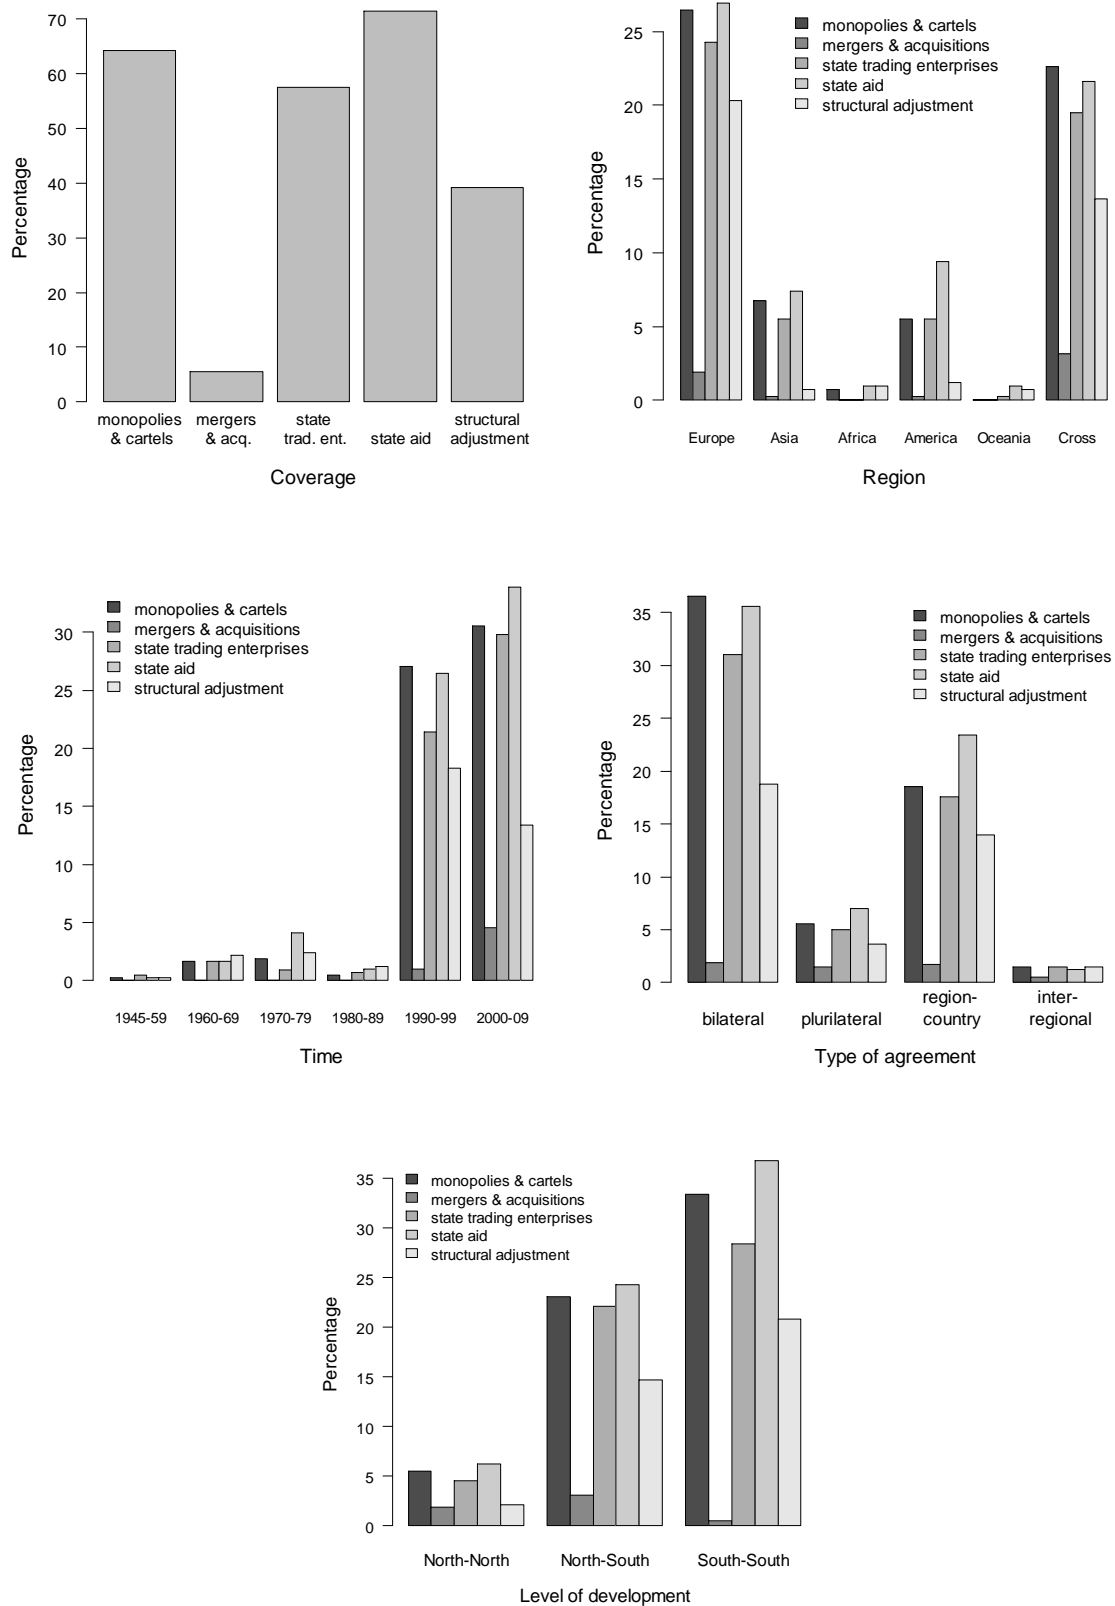 70
60
50
40
30
20
10
0
Percentage
monopolies & cartels
mergers & acq.
state trad. ent.
state aid
structural adjustment
Coverage
monopolies & cartels
mergers & acquisitions
state trading enterprises
state aid
structural adjustment
25
20
15
10
5
0
Percentage
Europe Asia Africa America Oceania Cross
Region
monopolies & cartels
mergers & acquisitions
state trading enterprises
state aid
structural adjustment
30
25
20
15
10
5
0
Percentage
1945-59 1960-69 1970-79 1980-89 1990-99 2000-09
Time
monopolies & cartels
mergers & acquisitions
state trading enterprises
state aid
structural adjustment
35
30
25
20
15
10
5
0
Percentage
bilateral
plurilateral
region-
country
inter-
regional
Type of agreement
monopolies & cartels
mergers & acquisitions
state trading enterprises
state aid
structural adjustment
35
30
25
20
15
10
5
0
Percentage
North-North North-South South-South
Level of development